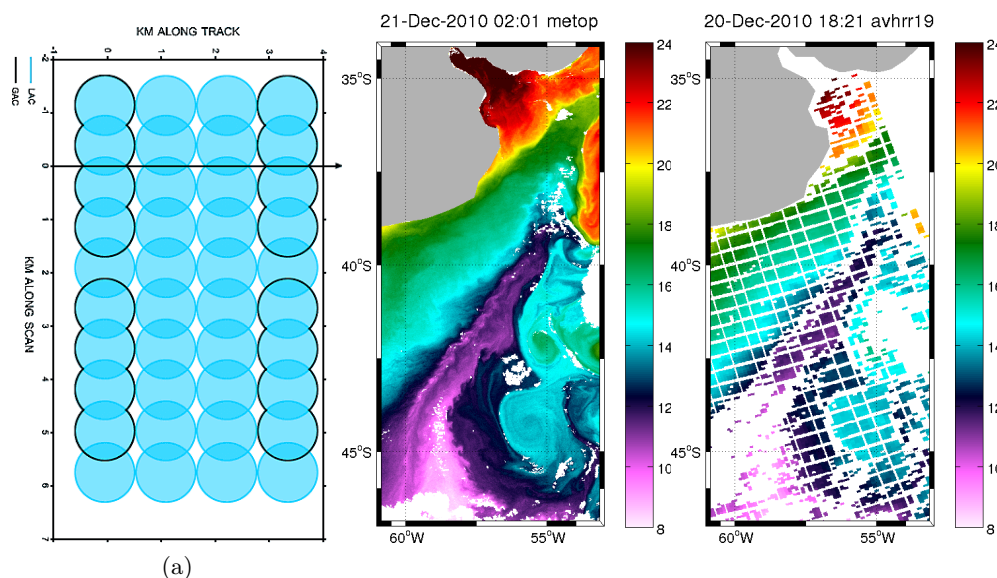 KM ALONG TRACK
-1 0 1 2 3 4
-2
-1
0
1
2
3
4
5
6
7
LAC
GAC
KM ALONG SCAN
(a)
21-Dec-2010 02:01 metop
35°S
40°S
45°S
60°W 55°W
24
22
20
18
16
14
12
10
8
20-Dec-2010 18:21 avhrr19
35°S
40°S
45°S
60°W 55°W
24
22
20
18
16
14
12
10
8